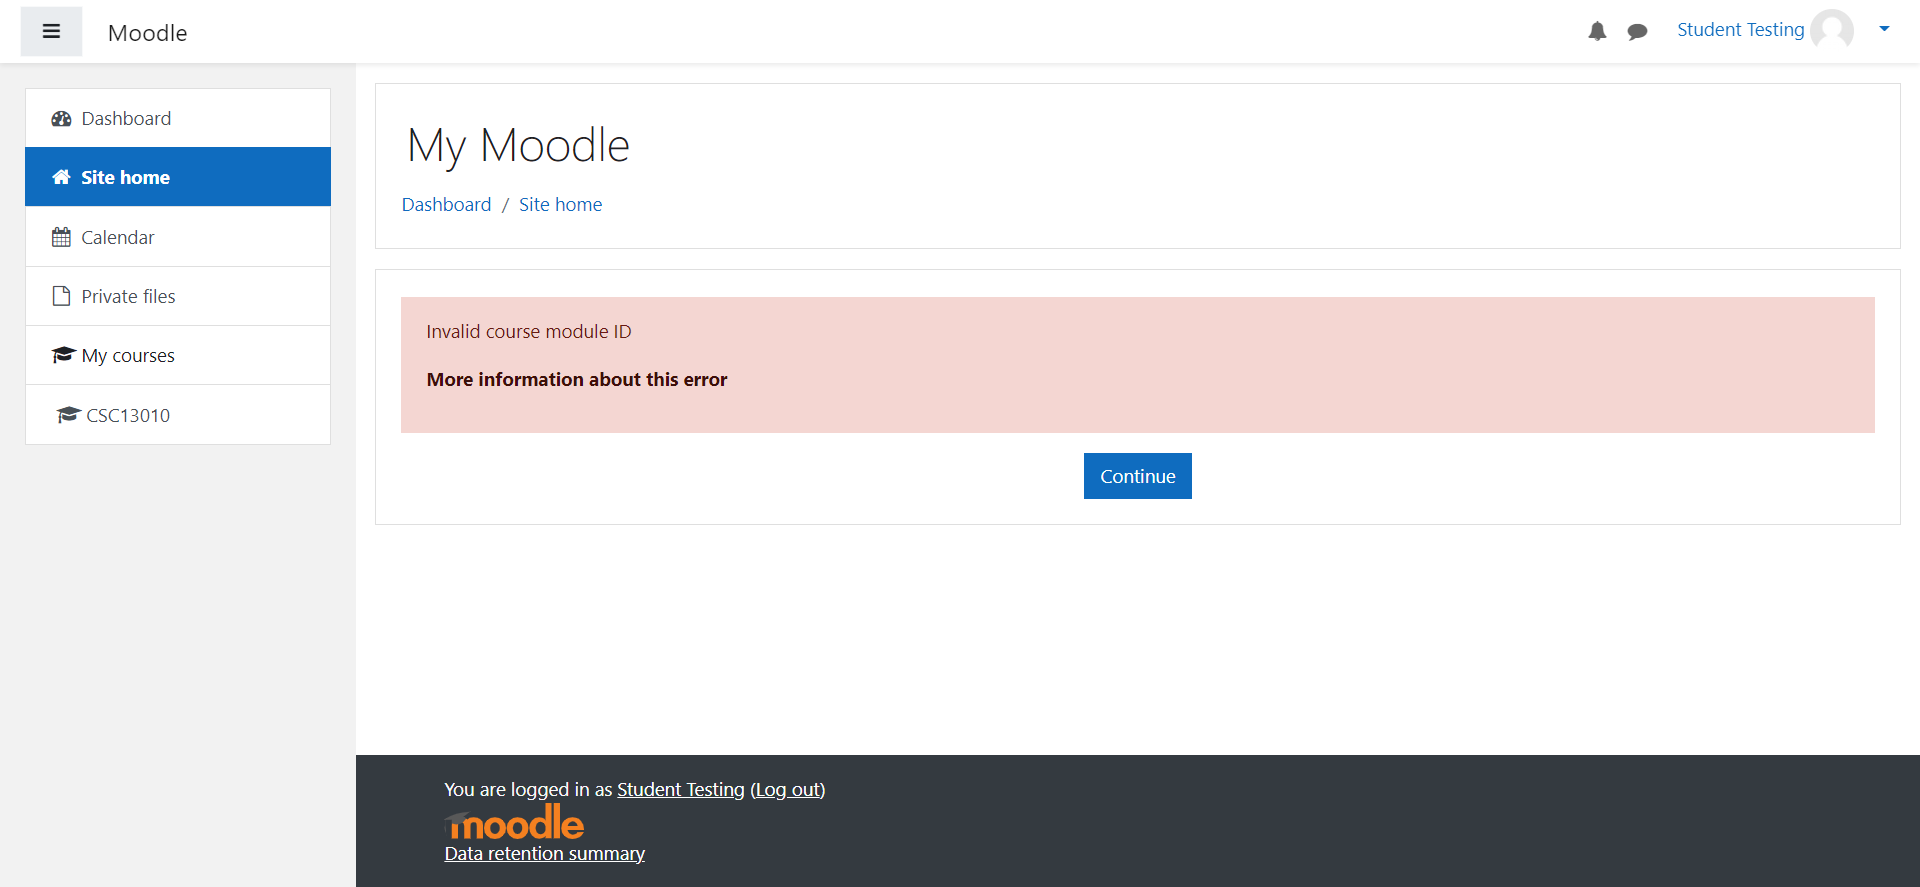 Moodle
Student Testing
Dashboard
Site home
Calendar
Private files
My courses
CSC13010
My Moodle
Dashboard / Site home
Invalid course module ID
More information about this error
Continue
You are logged in as Student Testing (Log out)
moodle
Data retention summary